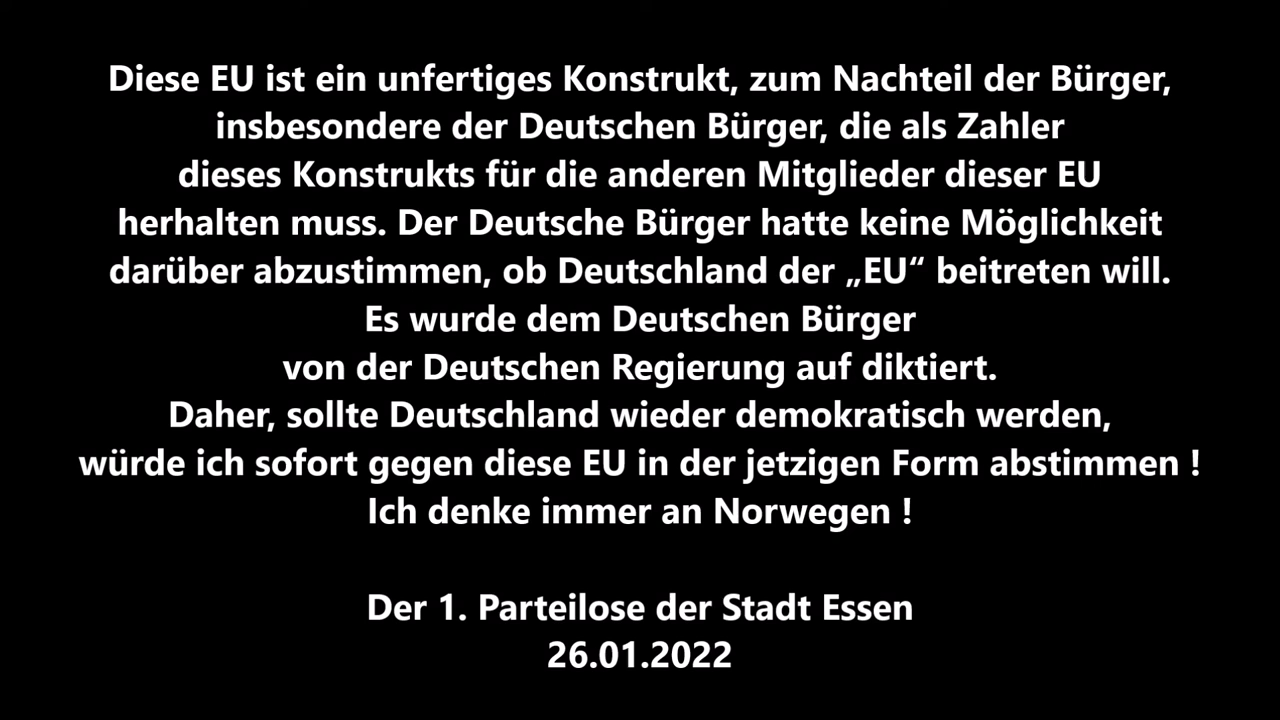 Diese EU ist ein unfertiges Konstrukt, zum Nachteil der Bürger,
insbesondere der Deutschen Bürger, die als Zahler
dieses Konstrukts für die anderen Mitglieder dieser EU
herhalten muss. Der Deutsche Bürger hatte keine Möglichkeit
darüber abzustimmen, ob Deutschland der „EU“ beitreten will.
Es wurde dem Deutschen Bürger
von der Deutschen Regierung auf diktiert.
Daher, sollte Deutschland wieder demokratisch werden,
würde ich sofort gegen diese EU in der jetzigen Form abstimmen !
Ich denke immer an Norwegen !
Der 1. Parteilose der Stadt Essen
26.01.2022